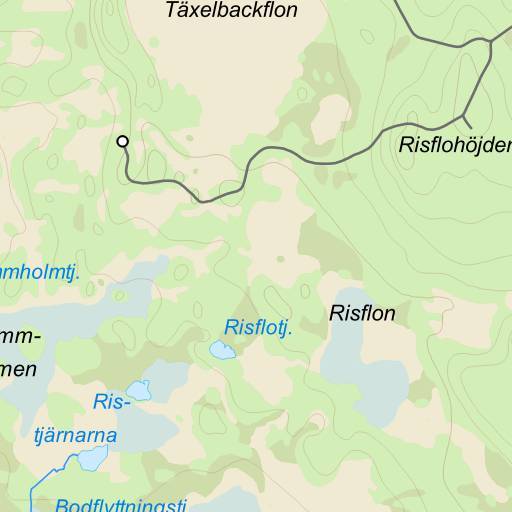 Täxelbackflon
Risflohöjden
mholmtj.
Risflon
Risflotj.
mm-
men
Ris-
tjärnarna
Bodflyttningstj